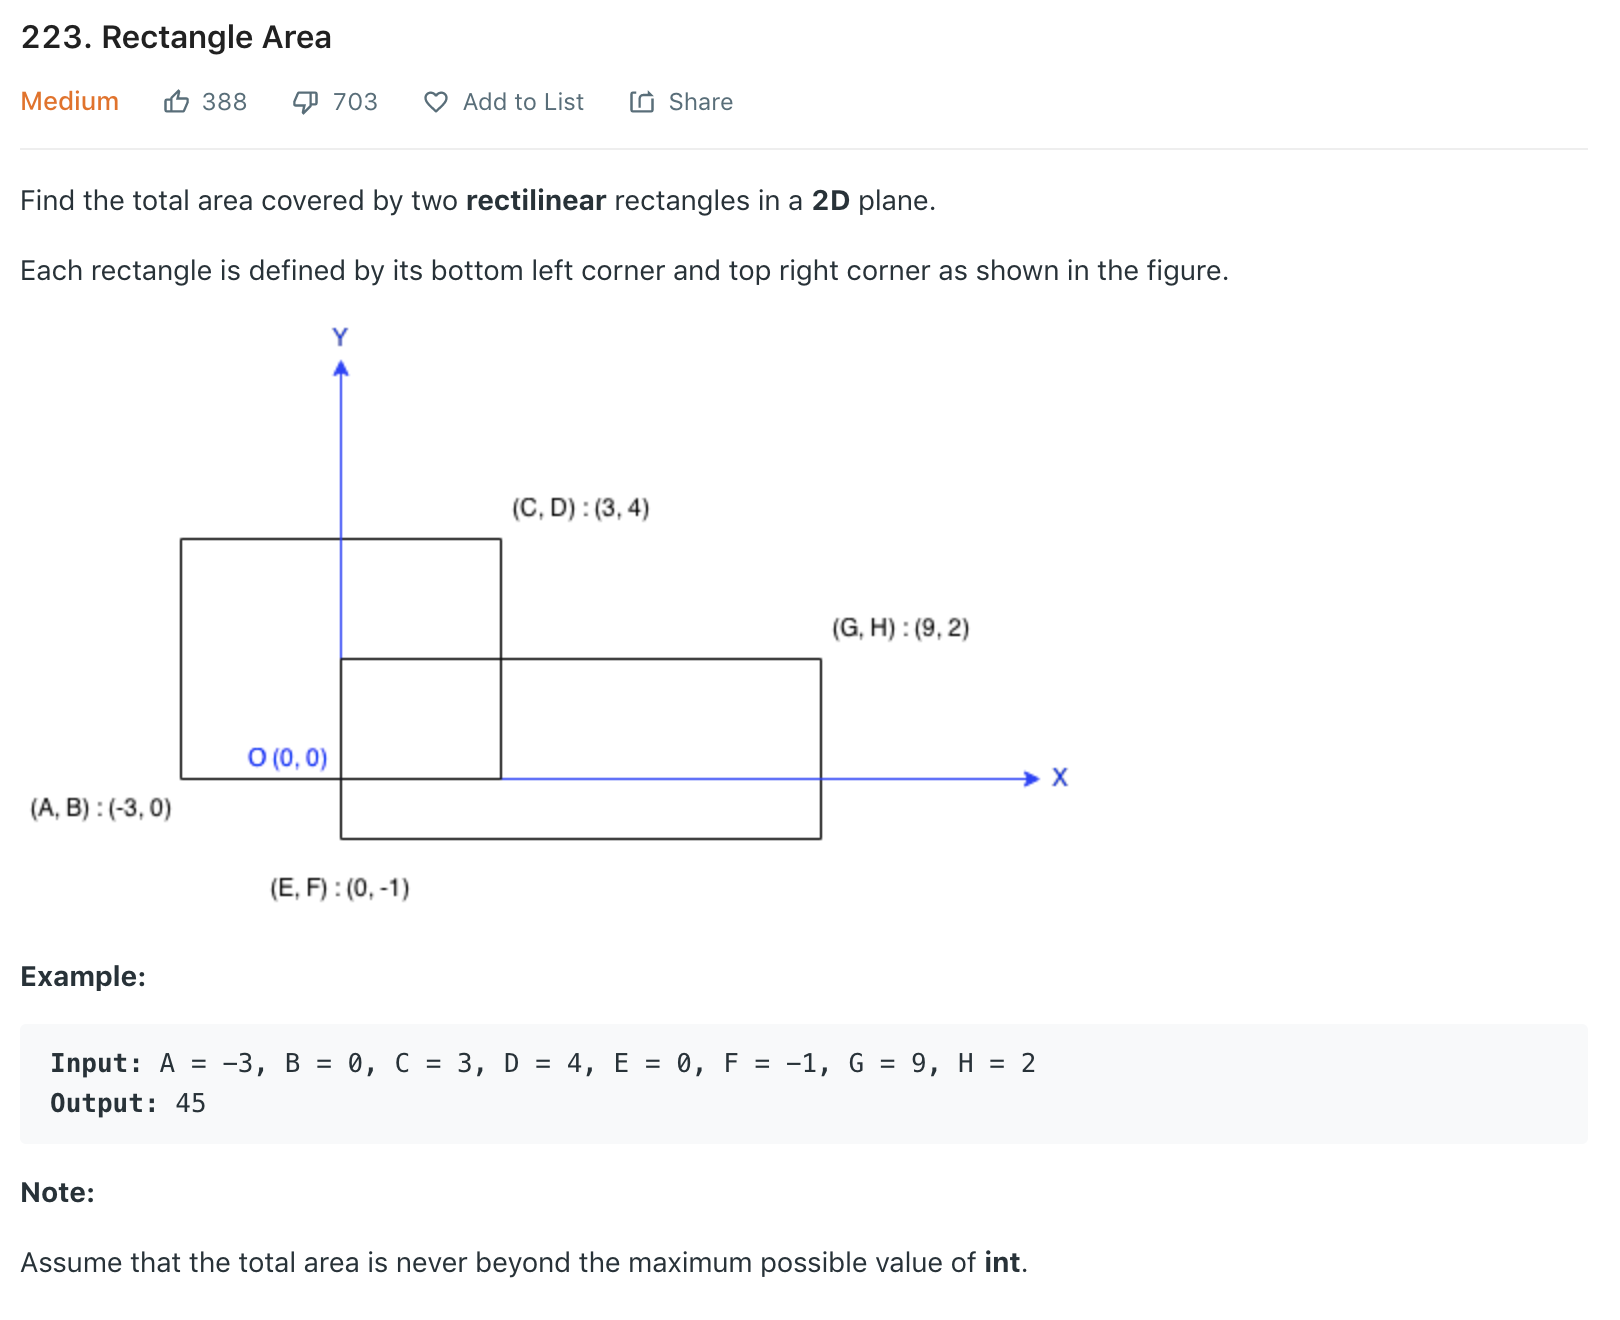 223. Rectangle Area
Medium 388 703 Add to List Share
Find the total area covered by two rectilinear rectangles in a 2D plane.
Each rectangle is defined by its bottom left corner and top right corner as shown in the figure.
Y
(C, D) : (3, 4)
(G, H) : (9, 2)
O (0, 0)
X
(A, B) : (-3, 0)
(E, F) : (0, -1)
Example:
Input: A = -3, B = 0, C = 3, D = 4, E = 0, F = -1, G = 9, H = 2
Output: 45
Note:
Assume that the total area is never beyond the maximum possible value of int.